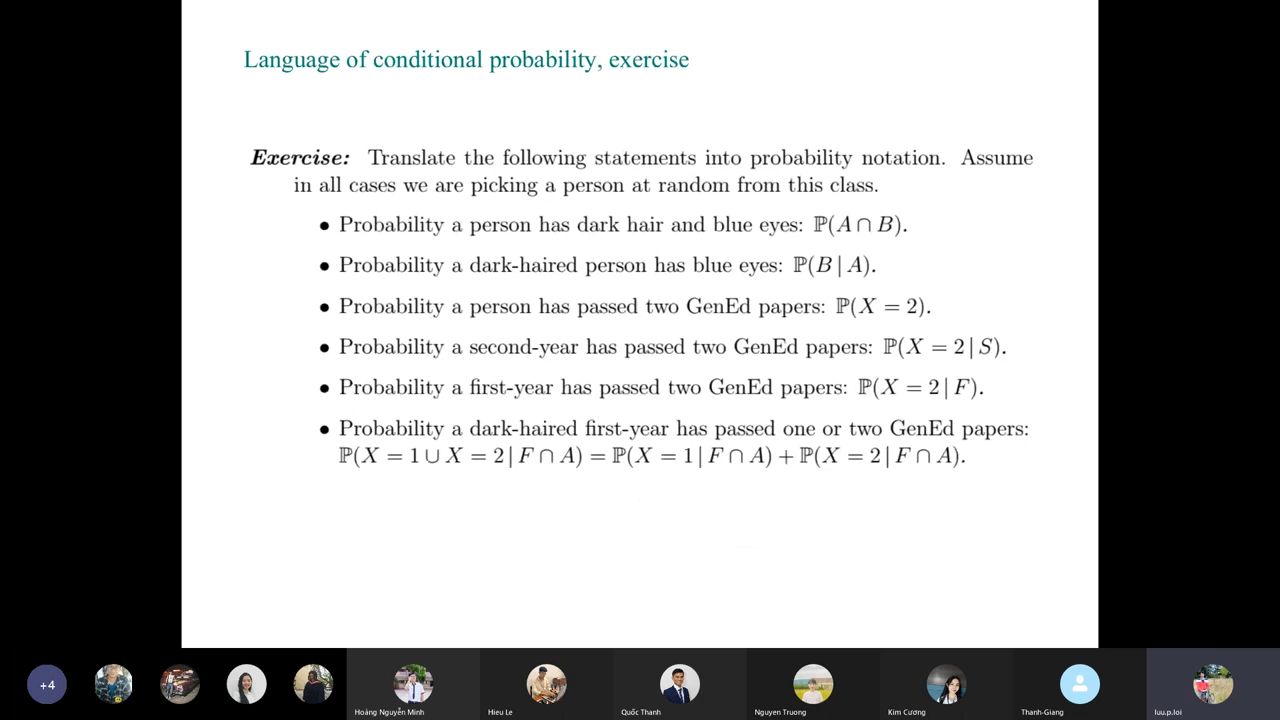 Language of conditional probability, exercise
Exercise: Translate the following statements into probability notation. Assume
in all cases we are picking a person at random from this class.
• Probability a person has dark hair and blue eyes: ℙ(A ∩ B).
• Probability a dark-haired person has blue eyes: ℙ(B | A).
• Probability a person has passed two GenEd papers: ℙ(X = 2).
• Probability a second-year has passed two GenEd papers: ℙ(X = 2 | S).
• Probability a first-year has passed two GenEd papers: ℙ(X = 2 | F).
• Probability a dark-haired first-year has passed one or two GenEd papers:
ℙ(X = 1 ∪ X = 2 | F ∩ A) = ℙ(X = 1 | F ∩ A) + ℙ(X = 2 | F ∩ A).
+4
Hoàng Nguyễn Minh
Hieu Le
Quốc Thanh
Nguyen Truong
Kim Cương
Thanh-Giang
luu.p.loi